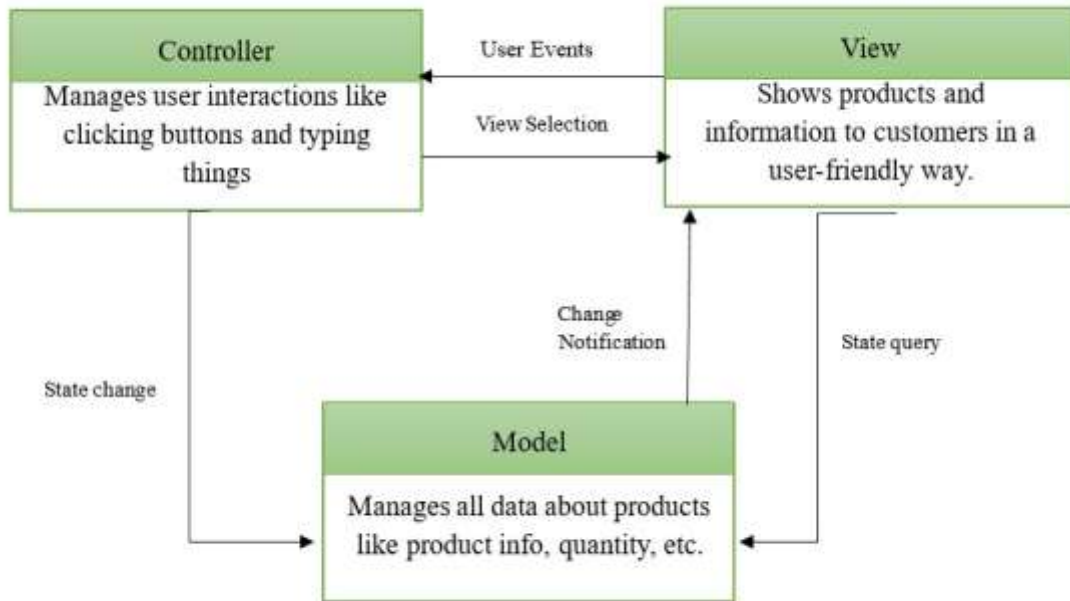 Controller
Manages user interactions like
clicking buttons and typing
things
User Events
View Selection
View
Shows products and
information to customers in a
user-friendly way.
State change
Change
Notification
State query
Model
Manages all data about products
like product info, quantity, etc.